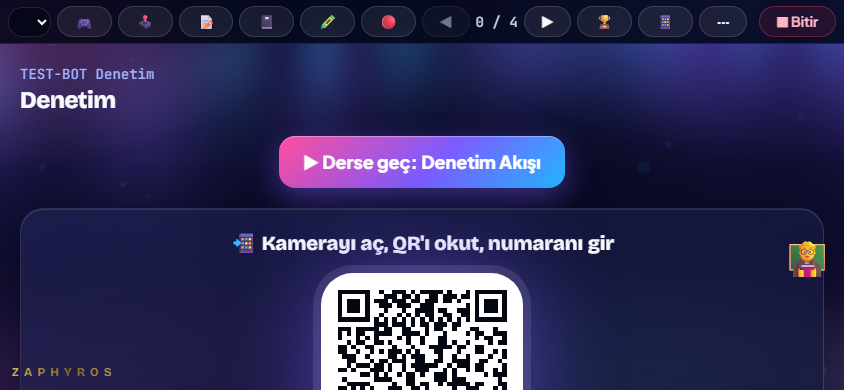 0 / 4
---
Bitir
TEST-BOT Denetim
Denetim
Derse geç: Denetim Akışı
Kamerayı aç, QR'ı okut, numaranı gir
ZAPHYROS